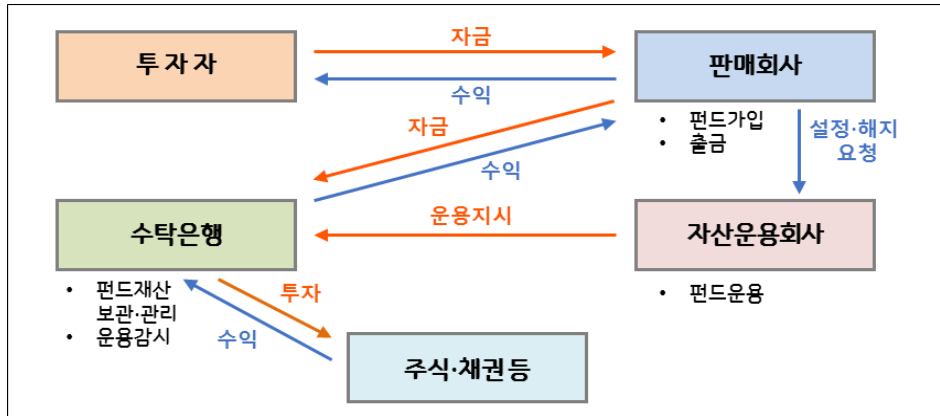 투 자 자
자금
판매회사
수익
자금
• 펀드가입
• 출금
설정·해지
요청
수익
수탁은행
운용지시
자산운용회사
• 펀드재산
보관·관리
• 운용감시
투자
• 펀드운용
수익
주식·채권 등